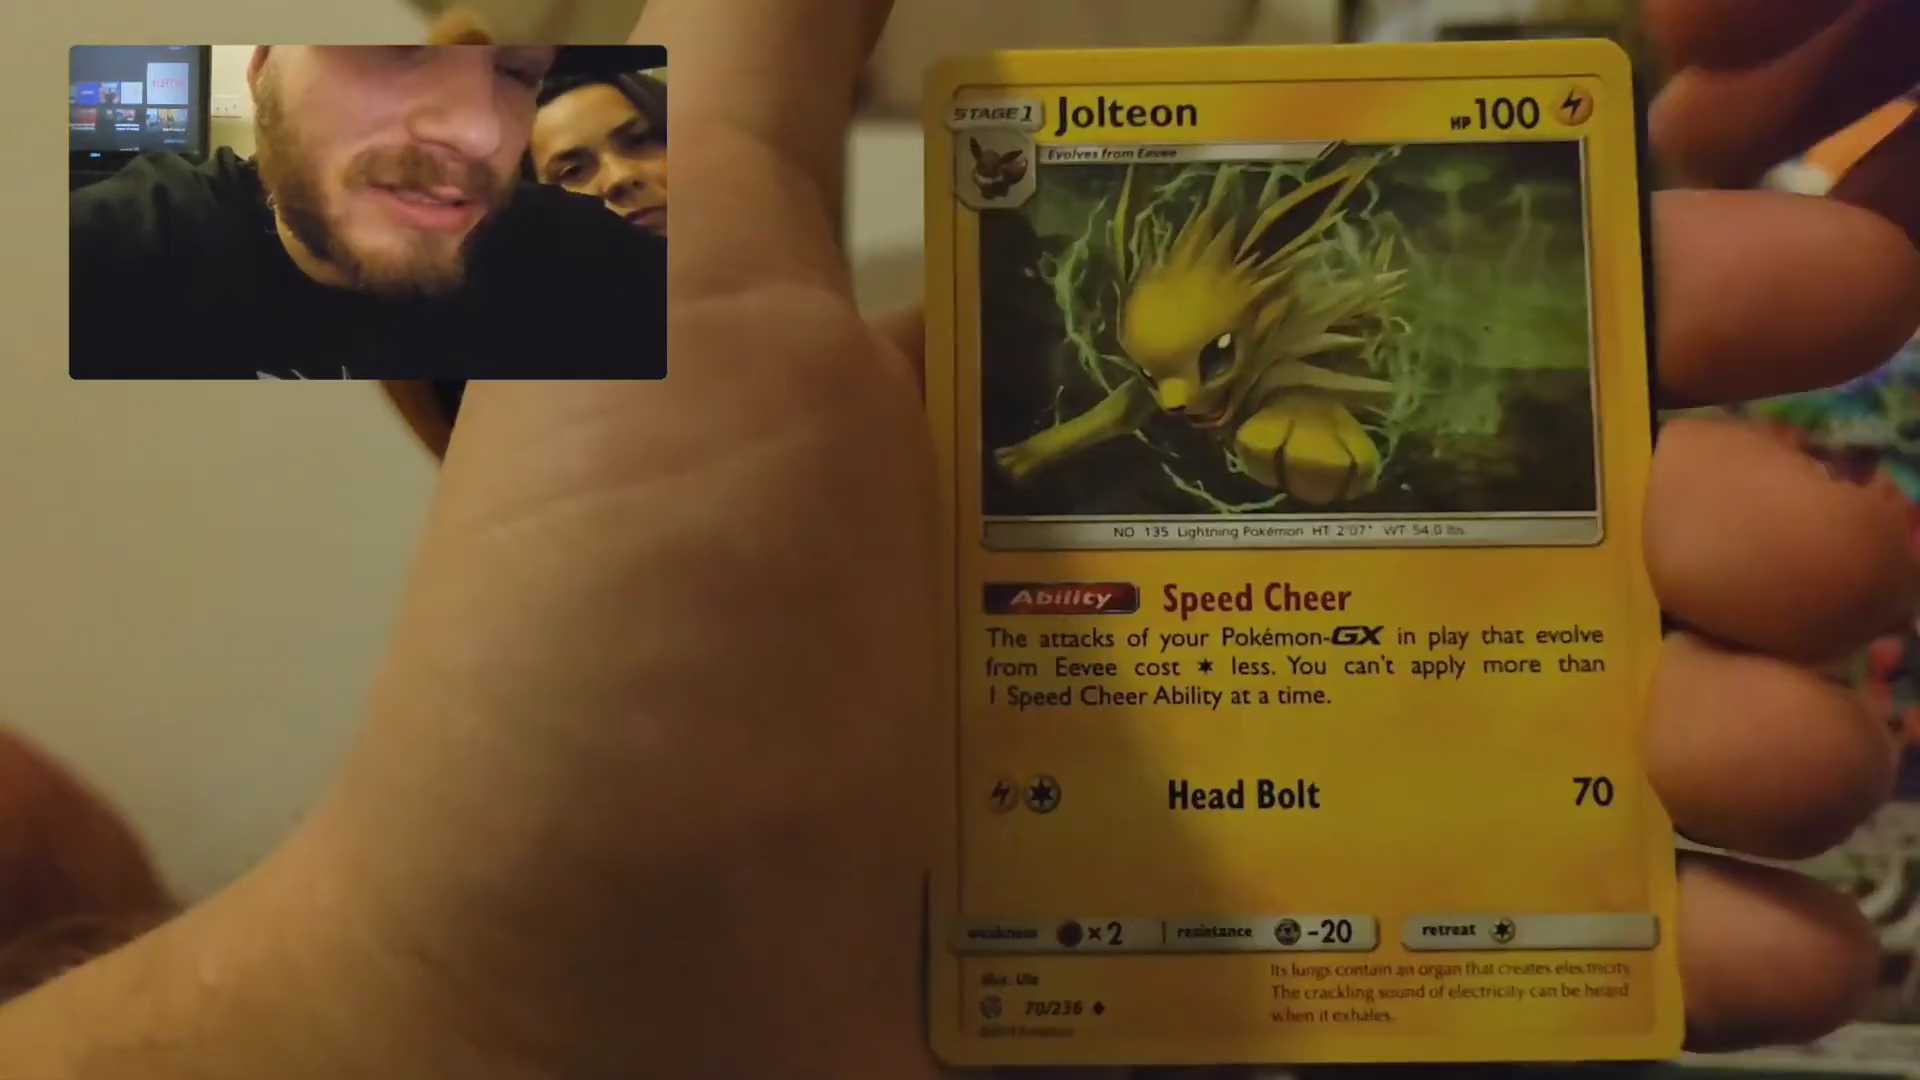 STAGE 1 Jolteon HP 100
Evolves from Eevee
NO 135 Lightning Pokémon HT 2'07" WT 54.0 lbs.
Ability Speed Cheer
The attacks of your Pokémon-GX in play that evolve
from Eevee cost less. You can't apply more than
1 Speed Cheer Ability at a time.
Head Bolt 70
weakness ×2 resistance -20 retreat
Illus. Ula
70/236
Its lungs contain an organ that creates electricity.
The crackling sound of electricity can be heard
when it exhales.